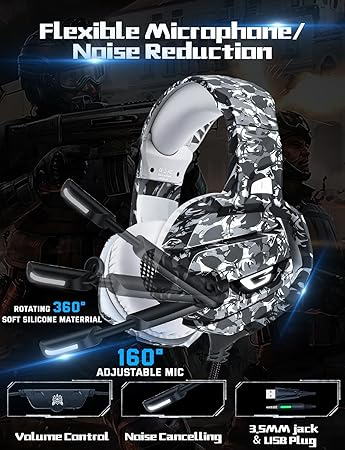 Flexible Microphone/
Noise Reduction
ROTATING 360°
SOFT SILICONE MATERRIAL
160°
ADJUSTABLE MIC
Volume Control
Noise Cancelling
3,5MM jack
& USB Plug